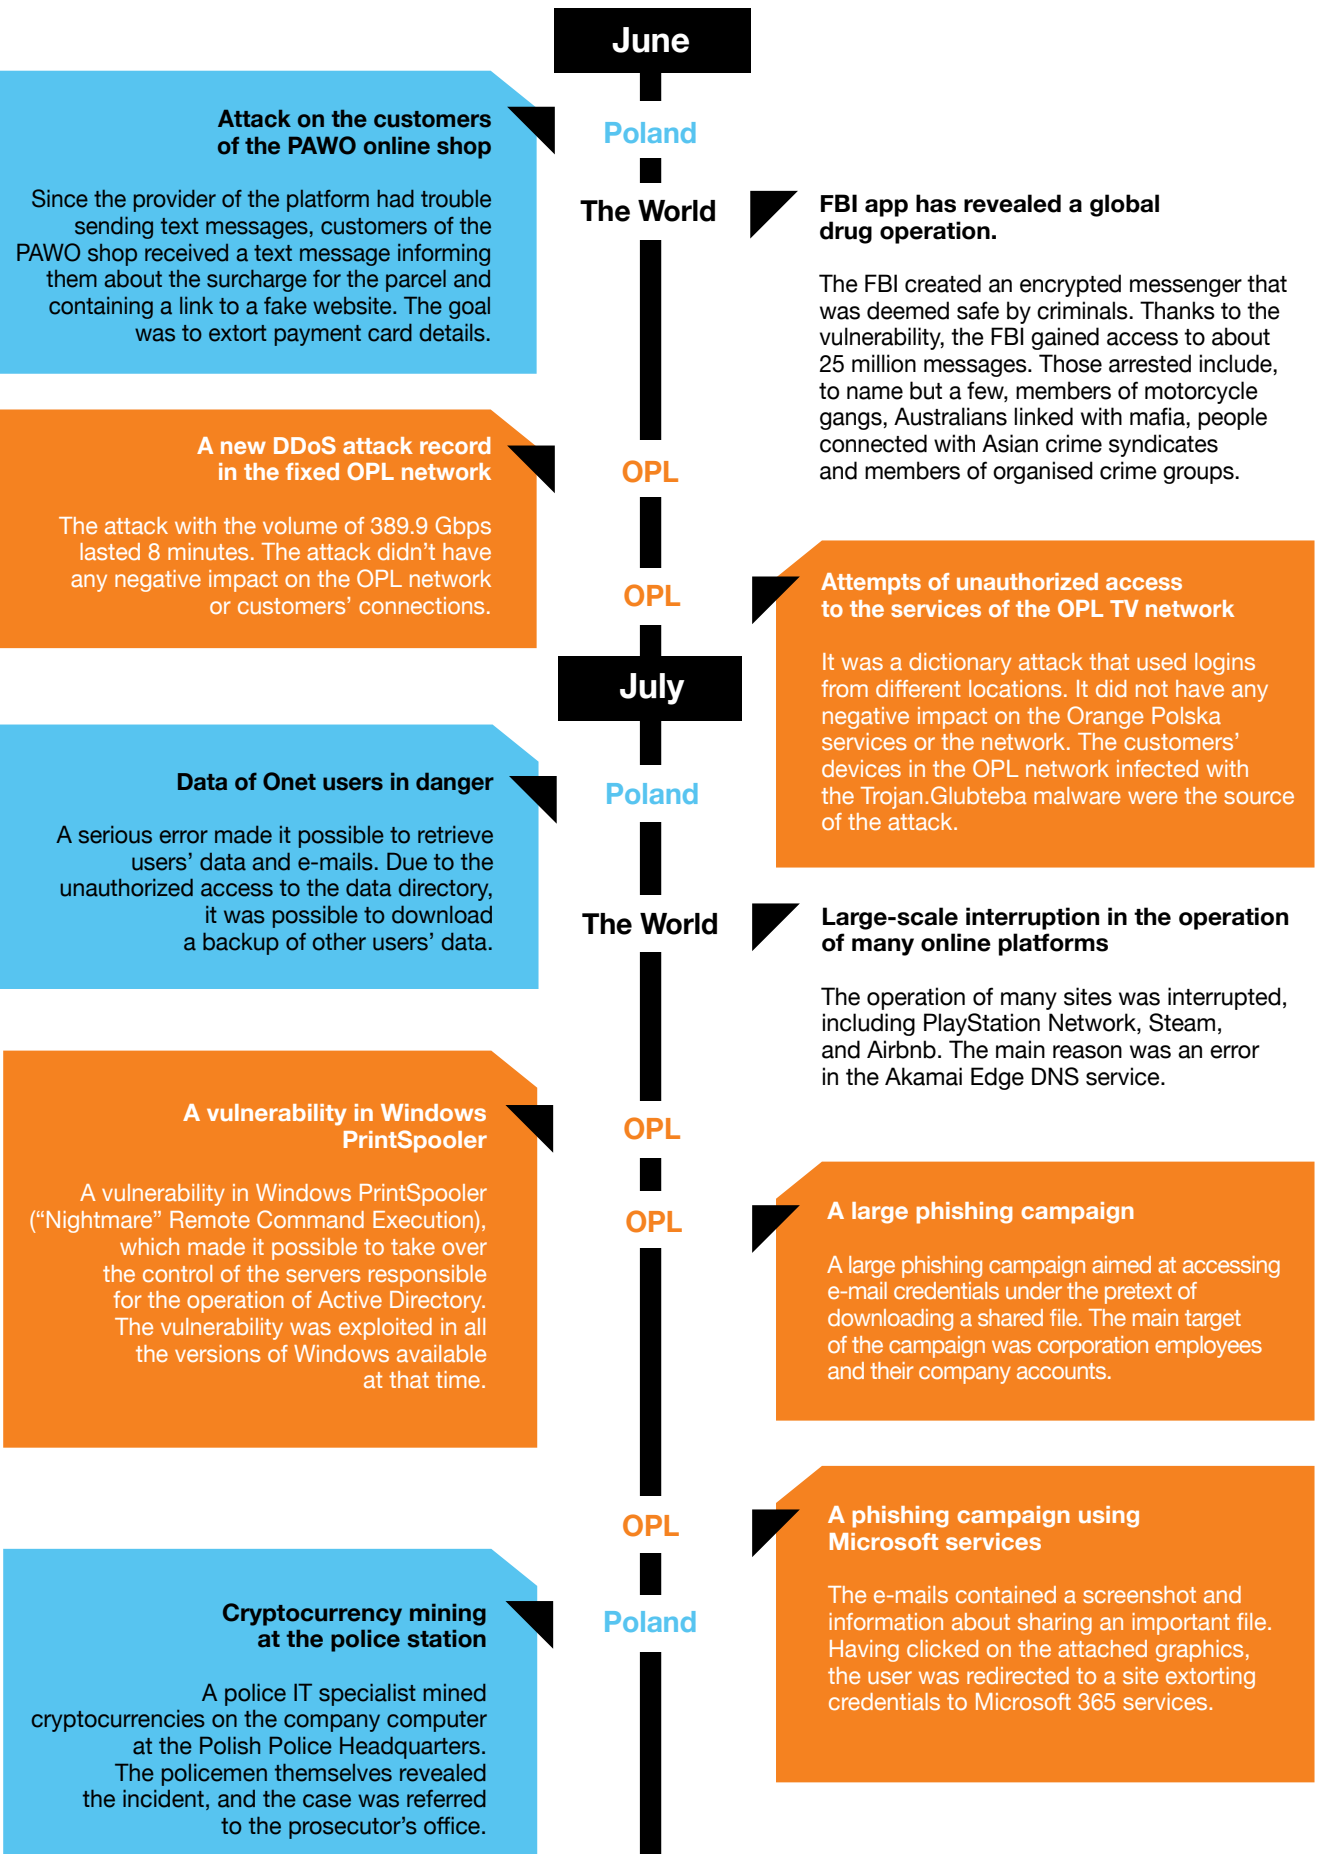 June
Poland
Attack on the customers
of the PAWO online shop
Since the provider of the platform had trouble
sending text messages, customers of the
PAWO shop received a text message informing
them about the surcharge for the parcel and
containing a link to a fake website. The goal
was to extort payment card details.
The World
FBI app has revealed a global
drug operation.
The FBI created an encrypted messenger that
was deemed safe by criminals. Thanks to the
vulnerability, the FBI gained access to about
25 million messages. Those arrested include,
to name but a few, members of motorcycle
gangs, Australians linked with mafia, people
connected with Asian crime syndicates
and members of organised crime groups.
OPL
A new DDoS attack record
in the fixed OPL network
The attack with the volume of 389.9 Gbps
lasted 8 minutes. The attack didn’t have
any negative impact on the OPL network
or customers’ connections.
OPL
Attempts of unauthorized access
to the services of the OPL TV network
It was a dictionary attack that used logins
from different locations. It did not have any
negative impact on the Orange Polska
services or the network. The customers’
devices in the OPL network infected with
the Trojan.Glubteba malware were the source
of the attack.
July
Poland
Data of Onet users in danger
A serious error made it possible to retrieve
users’ data and e-mails. Due to the
unauthorized access to the data directory,
it was possible to download
a backup of other users’ data.
The World
Large-scale interruption in the operation
of many online platforms
The operation of many sites was interrupted,
including PlayStation Network, Steam,
and Airbnb. The main reason was an error
in the Akamai Edge DNS service.
OPL
A vulnerability in Windows
PrintSpooler
A vulnerability in Windows PrintSpooler
(“Nightmare” Remote Command Execution),
which made it possible to take over
the control of the servers responsible
for the operation of Active Directory.
The vulnerability was exploited in all
the versions of Windows available
at that time.
OPL
A large phishing campaign
A large phishing campaign aimed at accessing
e-mail credentials under the pretext of
downloading a shared file. The main target
of the campaign was corporation employees
and their company accounts.
OPL
A phishing campaign using
Microsoft services
The e-mails contained a screenshot and
information about sharing an important file.
Having clicked on the attached graphics,
the user was redirected to a site extorting
credentials to Microsoft 365 services.
Poland
Cryptocurrency mining
at the police station
A police IT specialist mined
cryptocurrencies on the company computer
at the Polish Police Headquarters.
The policemen themselves revealed
the incident, and the case was referred
to the prosecutor’s office.